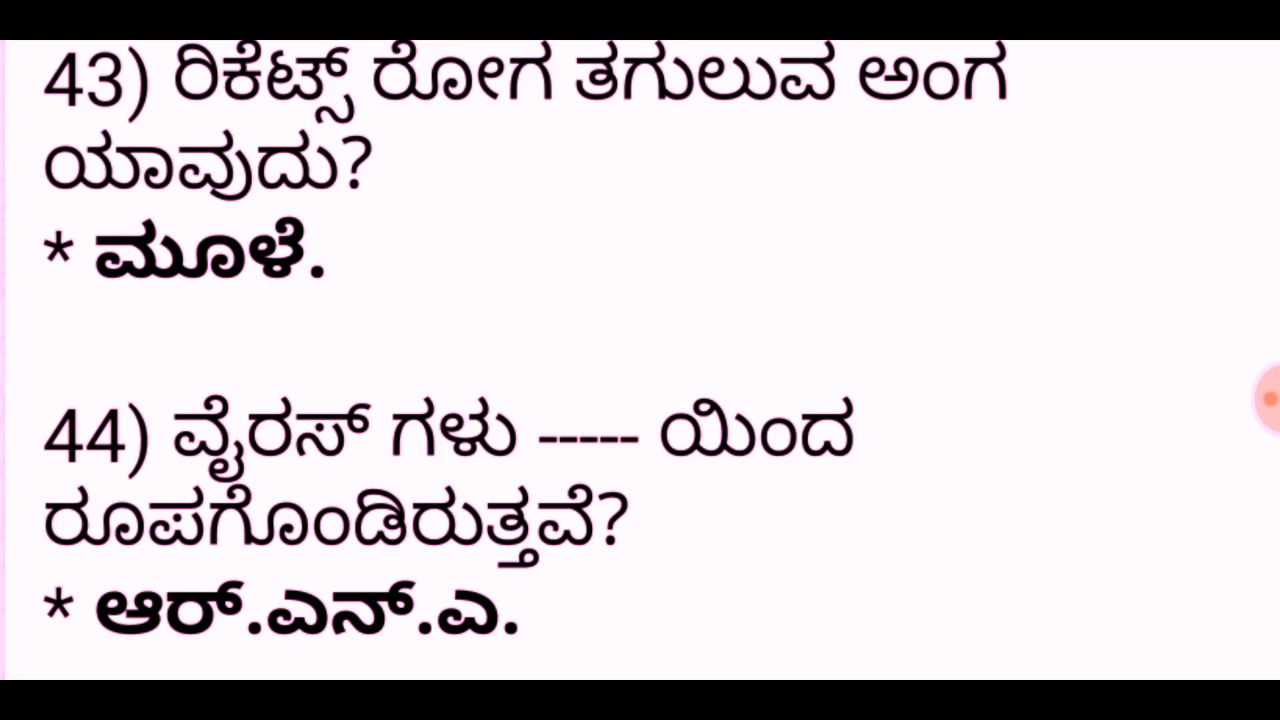 43) ರಿಕೆಟ್ಸ್ ರೋಗ ತಗುಲುವ ಅಂಗ
ಯಾವುದು?
* ಮೂಳೆ.
44) ವೈರಸ್ ಗಳು ----- ಯಿಂದ
ರೂಪಗೊಂಡಿರುತ್ತವೆ?
* ಆರ್.ಎನ್.ಎ.